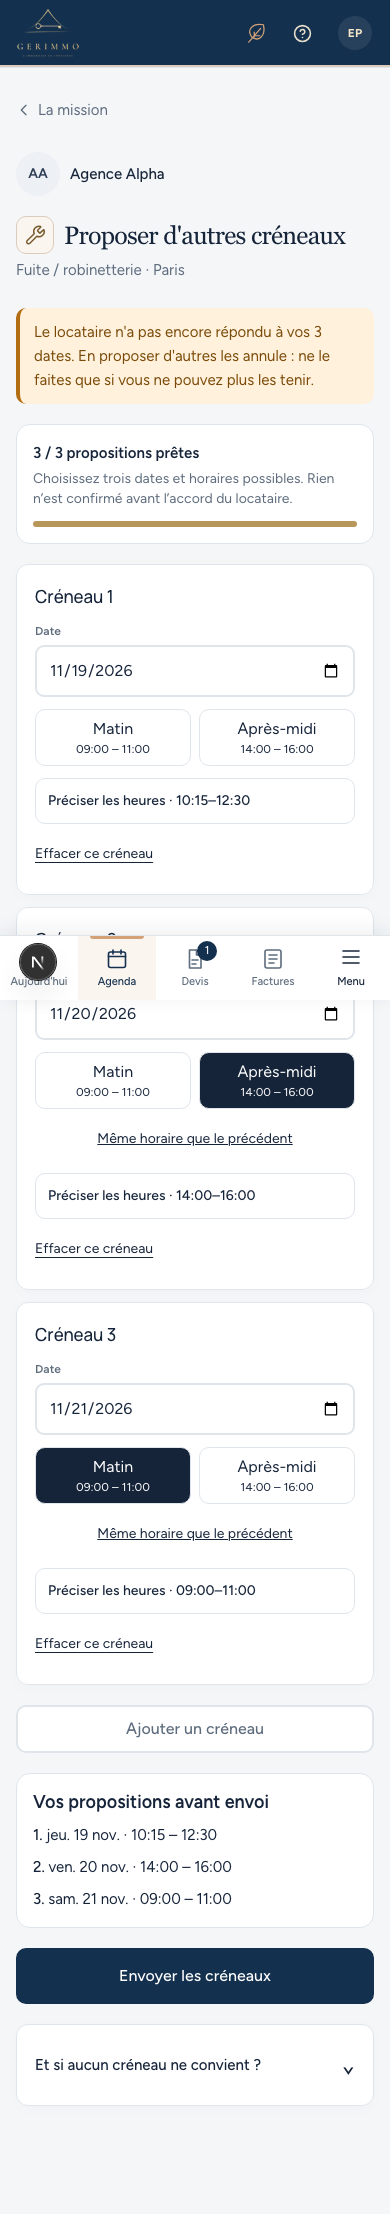 GERIMMO
EP
La mission
AA
Agence Alpha
Proposer d'autres créneaux
Fuite / robinetterie · Paris
Le locataire n'a pas encore répondu à vos 3
dates. En proposer d'autres les annule : ne le
faites que si vous ne pouvez plus les tenir.
3 / 3 propositions prêtes
Choisissez trois dates et horaires possibles. Rien
n’est confirmé avant l’accord du locataire.
Créneau 1
Date
11/19/2026
Matin
09:00 – 11:00
Après-midi
14:00 – 16:00
Préciser les heures · 10:15–12:30
Effacer ce créneau
N
1
Aujourd'hui
Agenda
Devis
Factures
Menu
11/20/2026
Matin
09:00 – 11:00
Après-midi
14:00 – 16:00
Même horaire que le précédent
Préciser les heures · 14:00–16:00
Effacer ce créneau
Créneau 3
Date
11/21/2026
Matin
09:00 – 11:00
Après-midi
14:00 – 16:00
Même horaire que le précédent
Préciser les heures · 09:00–11:00
Effacer ce créneau
Ajouter un créneau
Vos propositions avant envoi
1. jeu. 19 nov. · 10:15 – 12:30
2. ven. 20 nov. · 14:00 – 16:00
3. sam. 21 nov. · 09:00 – 11:00
Envoyer les créneaux
Et si aucun créneau ne convient ?